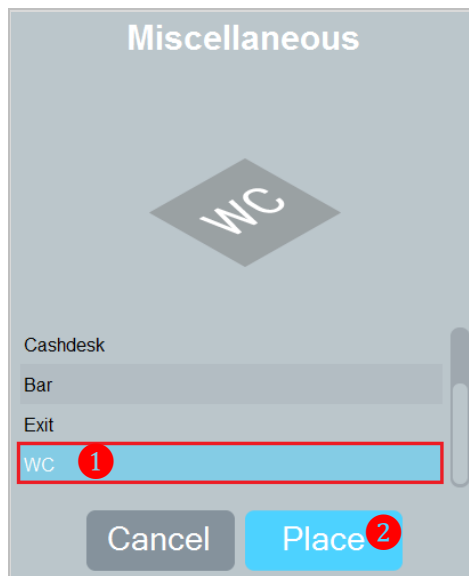 Miscellaneous
WC
Cashdesk
Bar
Exit
WC 1
Cancel Place 2